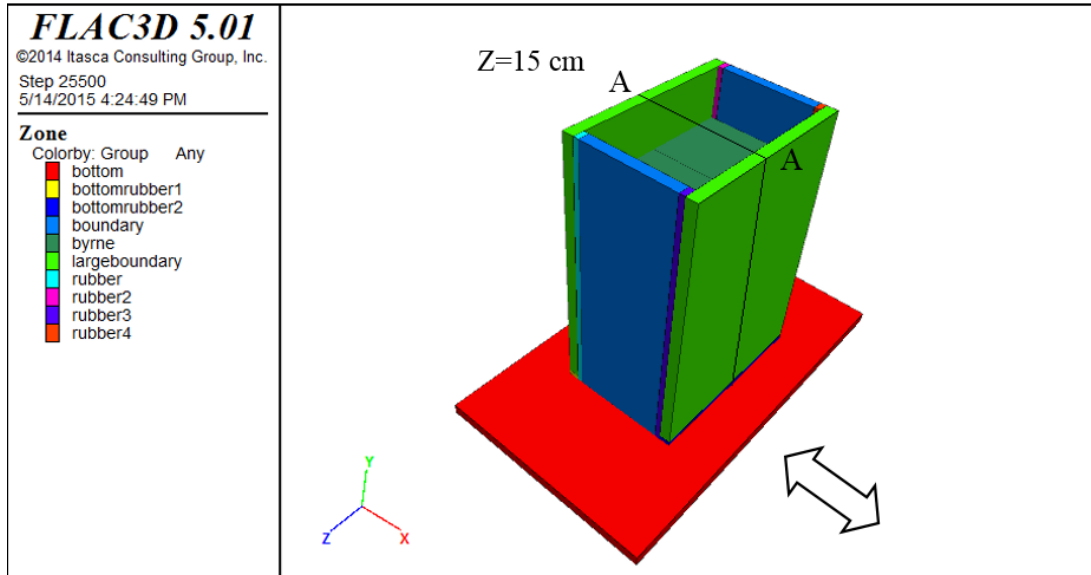 FLAC3D 5.01
©2014 Itasca Consulting Group, Inc.
Step 25500
5/14/2015 4:24:49 PM
Zone
Colorby: Group Any
bottom
bottomrubber1
bottomrubber2
boundary
byrne
largeboundary
rubber
rubber2
rubber3
rubber4
Z=15 cm
A
A
Y
Z
X